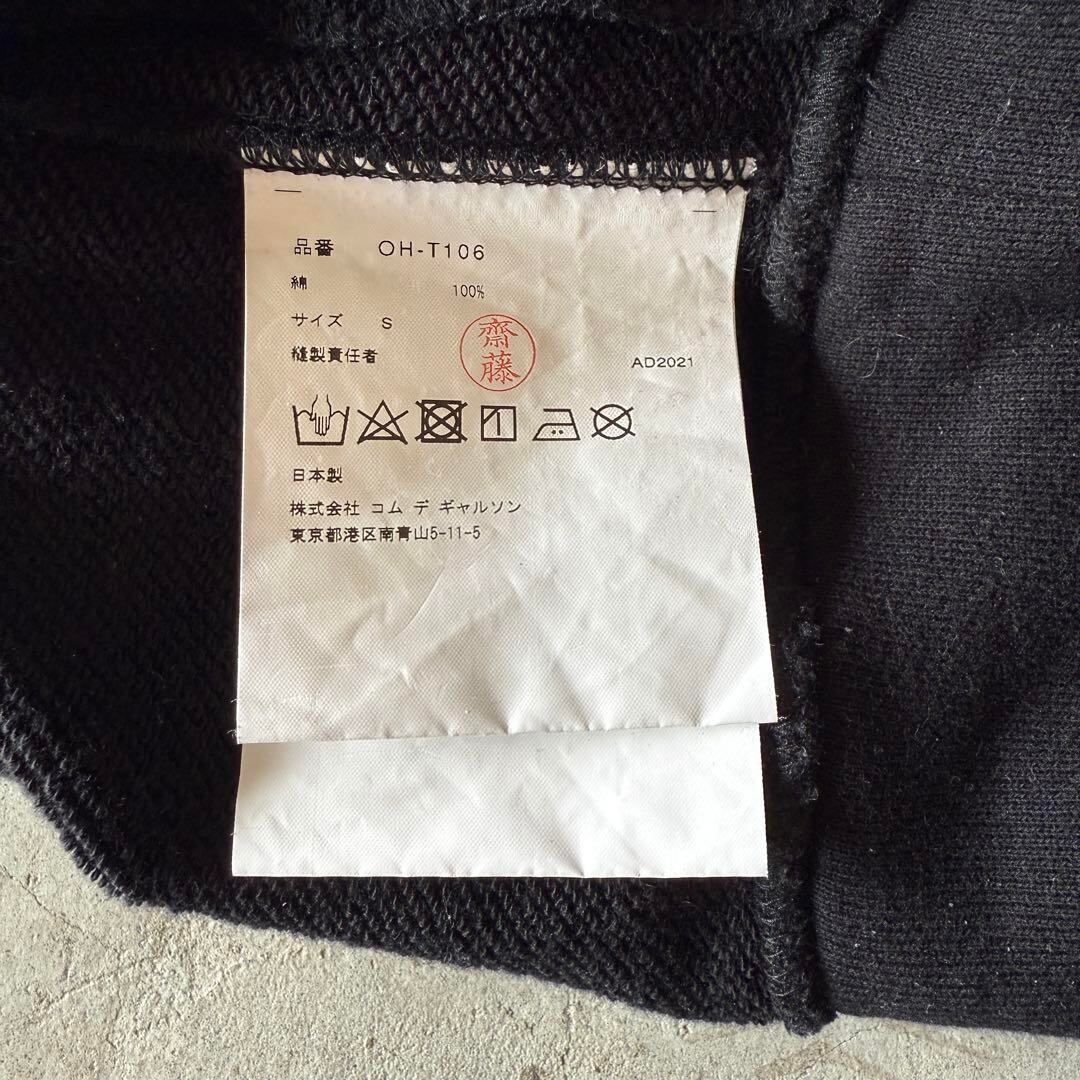 品番 OH-T106
綿 100%
サイズ S
縫製責任者 齋藤 AD2021
日本製
株式会社 コム デ ギャルソン
東京都港区南青山5-11-5